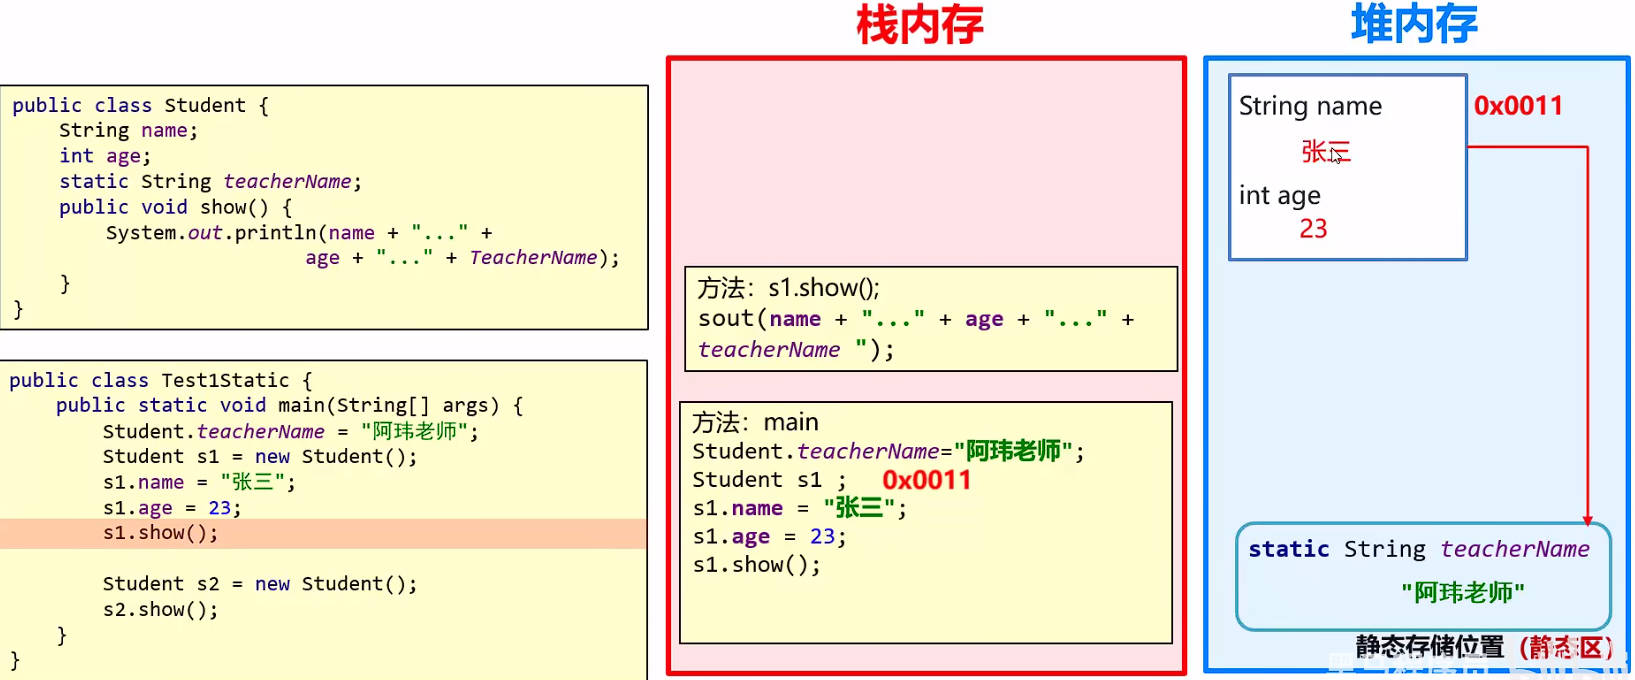 栈内存
堆内存
public class Student {
String name;
int age;
static String teacherName;
public void show() {
System.out.println(name + "..." +
age + "..." + TeacherName);
}
}
public class Test1Static {
public static void main(String[] args) {
Student.teacherName = "阿玮老师";
Student s1 = new Student();
s1.name = "张三";
s1.age = 23;
s1.show();
Student s2 = new Student();
s2.show();
}
}
方法：s1.show();
sout(name + "..." + age + "..." +
teacherName ");
方法：main
Student.teacherName="阿玮老师";
Student s1 ; 0x0011
s1.name = "张三";
s1.age = 23;
s1.show();
String name
0x0011
张三
int age
23
static String teacherName
"阿玮老师"
静态存储位置（静态区）